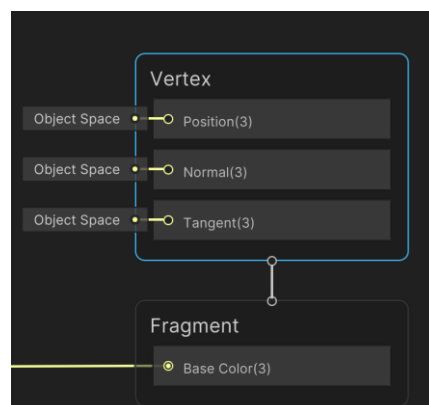 Vertex
Object Space Position(3)
Object Space Normal(3)
Object Space Tangent(3)
Fragment
Base Color(3)